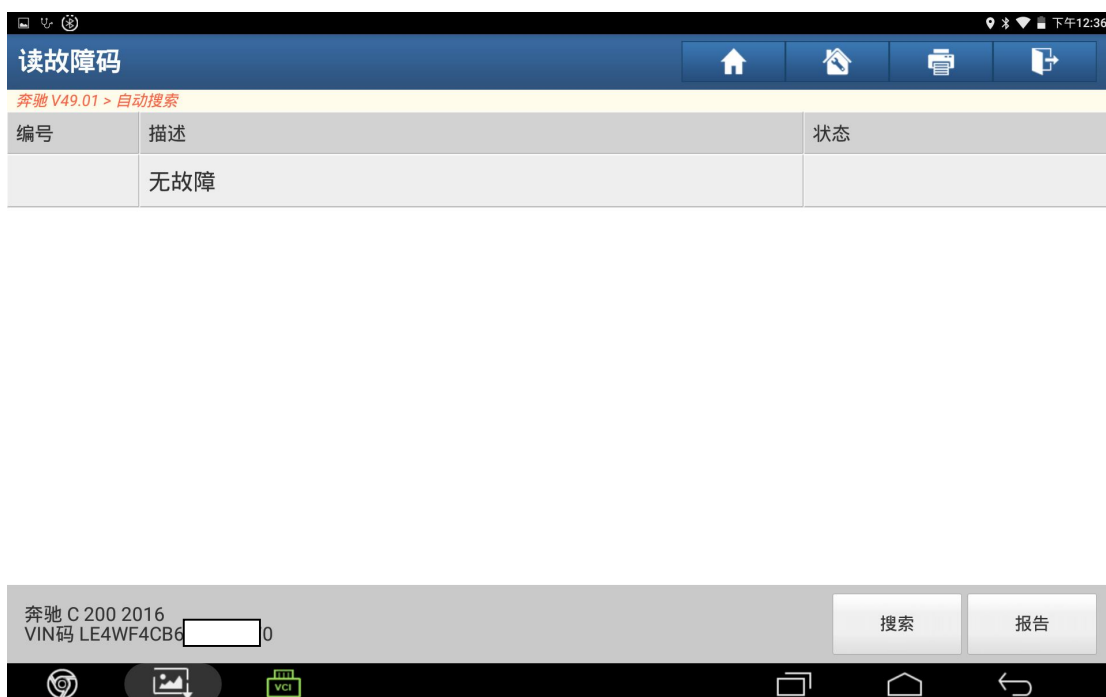 下午12:36
读故障码
奔驰 V49.01 > 自动搜索
编号 描述 状态
无故障
奔驰 C 200 2016
VIN码 LE4WF4CB6 0
搜索 报告
VCI